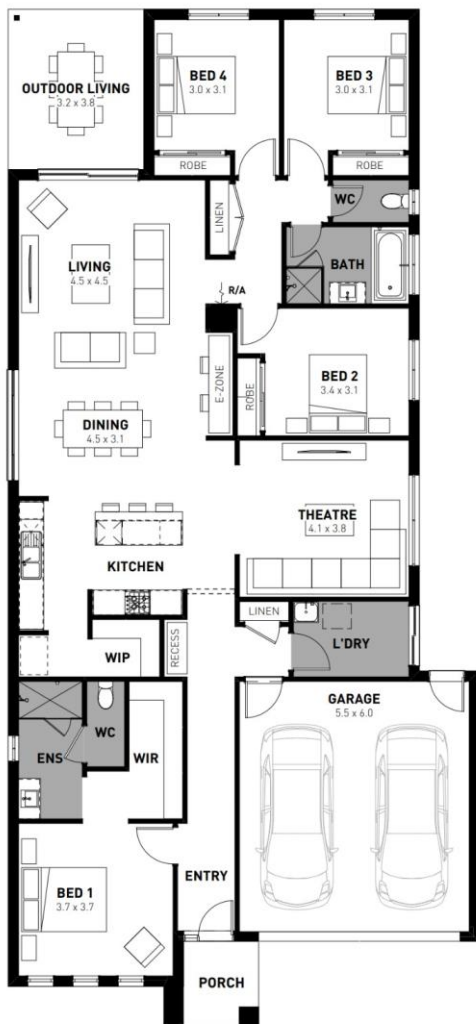 OUTDOOR LIVING
3.2 x 3.8
BED 4
3.0 x 3.1
BED 3
3.0 x 3.1
ROBE
ROBE
LINEN
WC
BATH
LIVING
4.5 x 4.5
R/A
E-ZONE
ROBE
BED 2
3.4 x 3.1
DINING
4.5 x 3.1
THEATRE
4.1 x 3.8
KITCHEN
LINEN
WIP
RECESS
L'DRY
GARAGE
5.5 x 6.0
WC
ENS
WIR
BED 1
3.7 x 3.7
ENTRY
PORCH